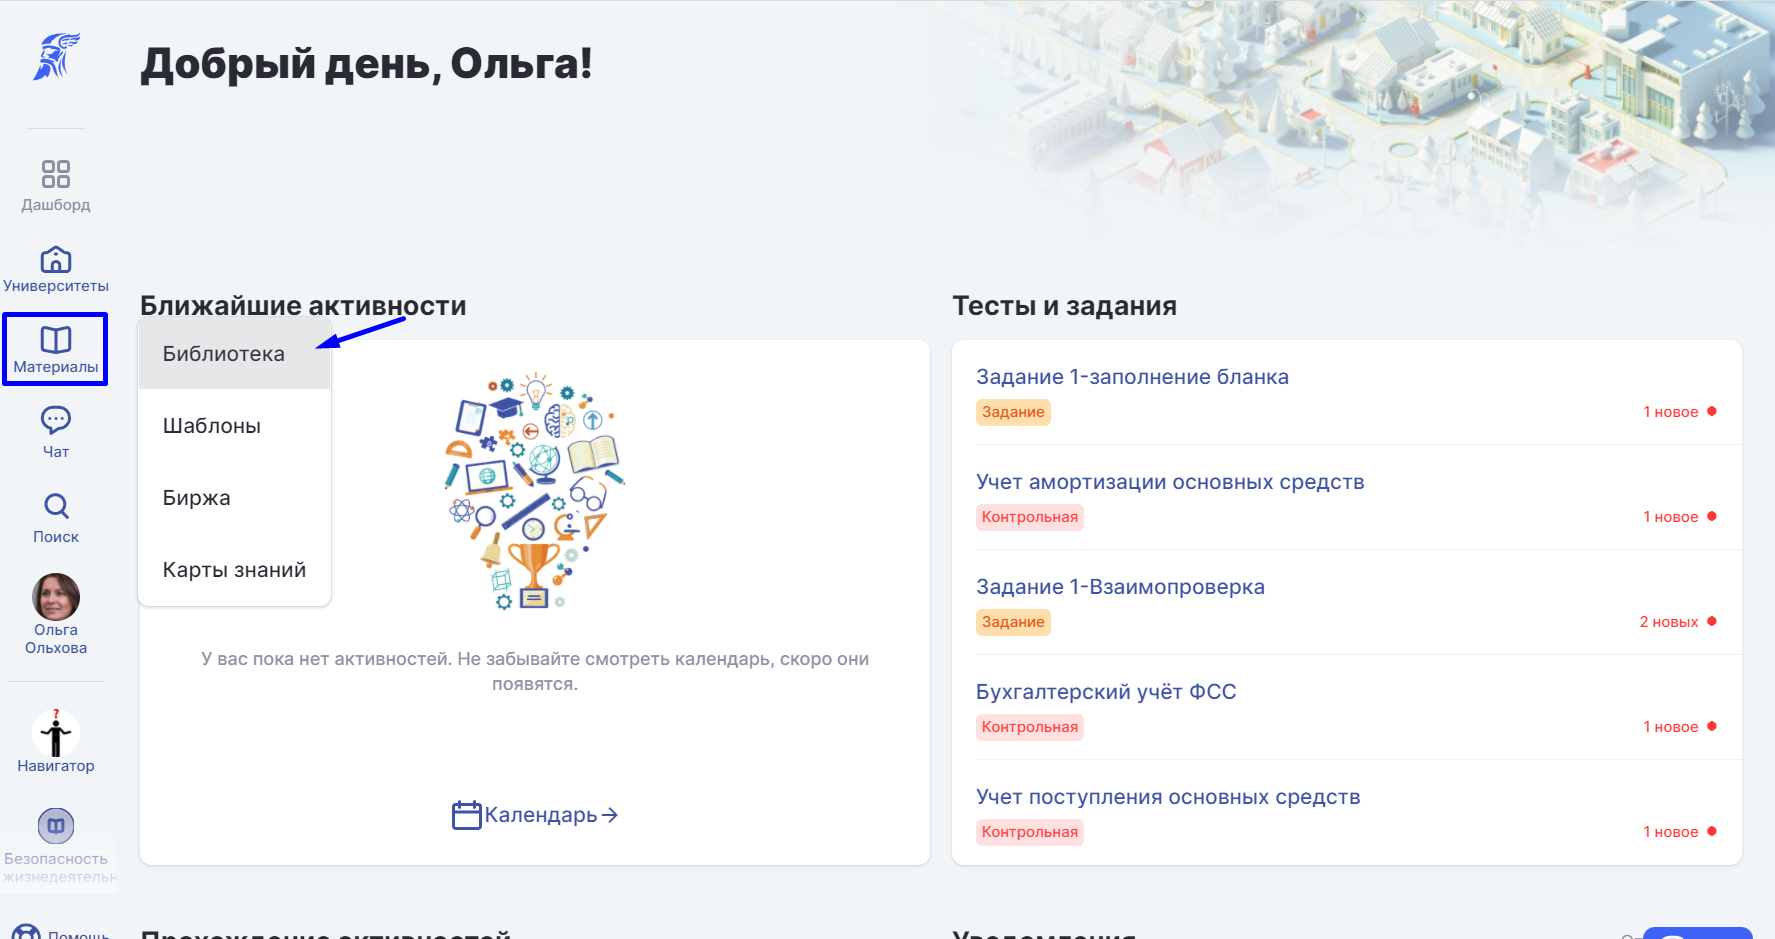 Добрый день, Ольга!
Дашборд
Университеты
Материалы
Чат
Поиск
Ольга
Ольхова
Навигатор
Безопасность
Помощь
Ближайшие активности
Библиотека
Шаблоны
Биржа
Карты знаний
У вас пока нет активностей. Не забывайте смотреть календарь, скоро они
появятся.
Календарь
Тесты и задания
Задание 1-заполнение бланка
Задание
1 новое
Учет амортизации основных средств
Контрольная
1 новое
Задание 1-Взаимопроверка
Задание
2 новых
Бухгалтерский учёт ФСС
Контрольная
1 новое
Учет поступления основных средств
Контрольная
1 новое
Прохождение активностей
Уведомления